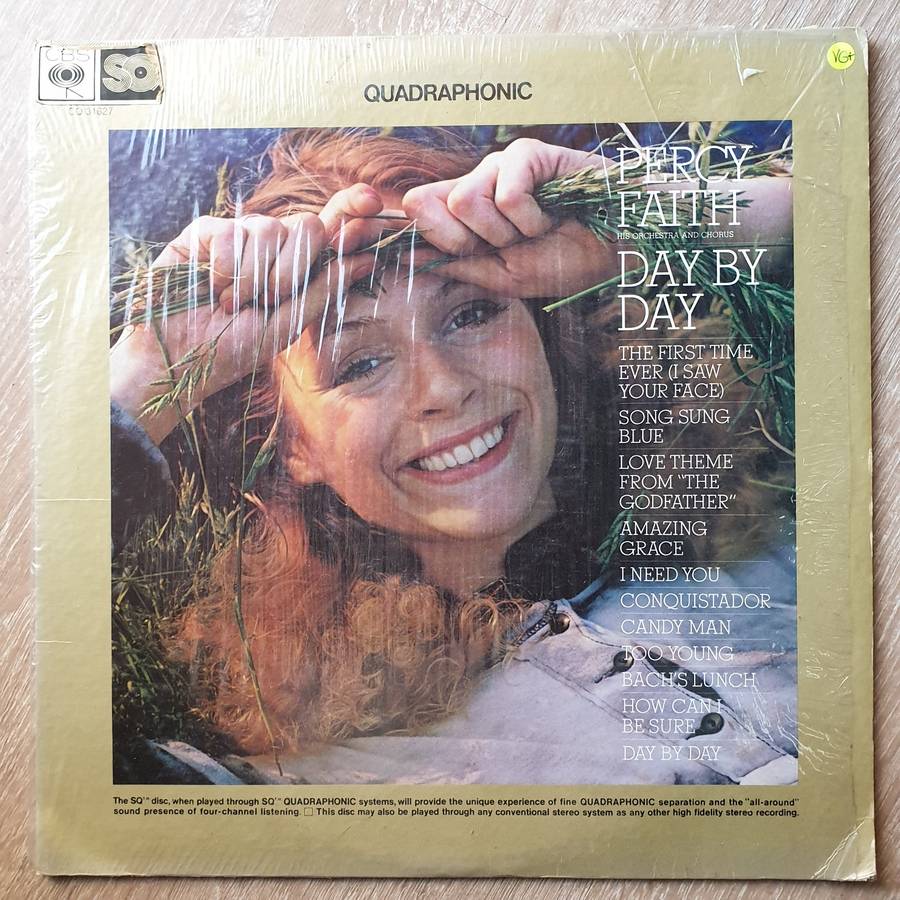 CBS
SQ
VG+
QUADRAPHONIC
PERCY
FAITH
HIS ORCHESTRA AND CHORUS
DAY BY
DAY
THE FIRST TIME
EVER (I SAW
YOUR FACE)
SONG SUNG
BLUE
LOVE THEME
FROM "THE
GODFATHER"
AMAZING
GRACE
I NEED YOU
CONQUISTADOR
CANDY MAN
TOO YOUNG
BACH'S LUNCH
HOW CAN I
BE SURE
DAY BY DAY
The SQ™ disc, when played through SQ™ QUADRAPHONIC systems, will provide the unique experience of fine QUADRAPHONIC separation and the "all-around"
sound presence of four-channel listening. □ This disc may also be played through any conventional stereo system as any other high fidelity stereo recording.